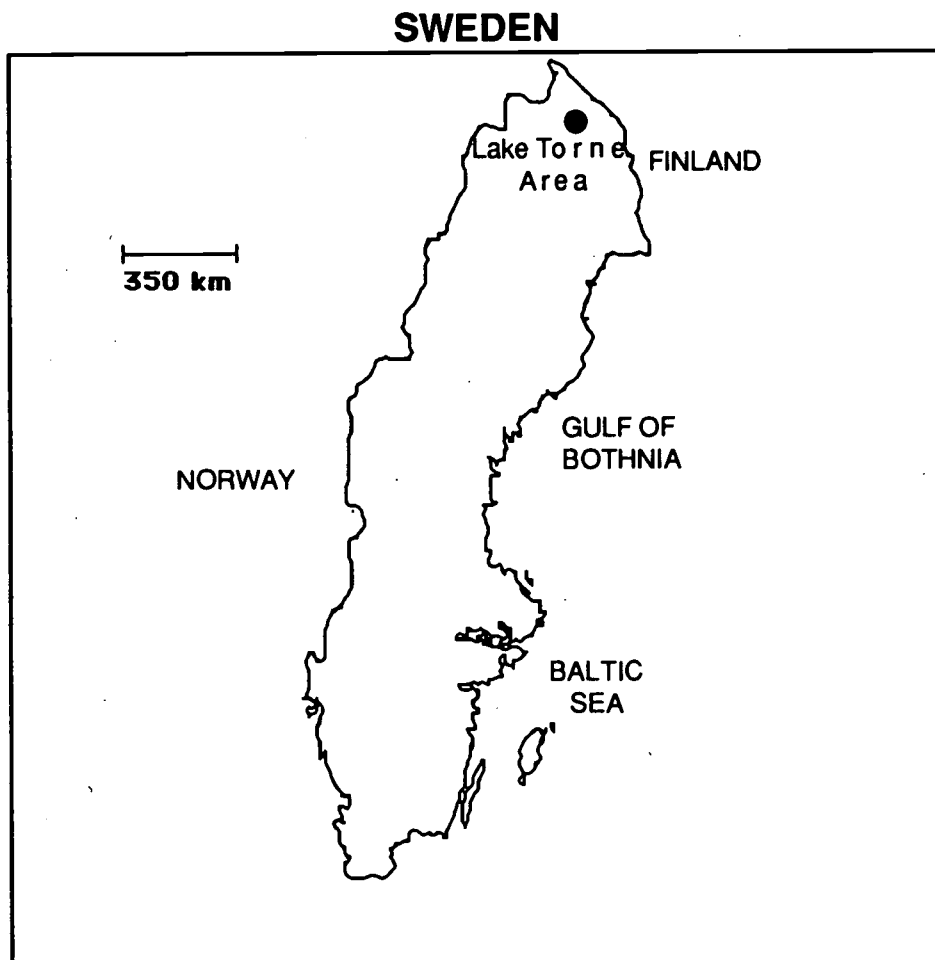 SWEDEN
Lake Torne
Area
FINLAND
350 km
GULF OF
BOTHNIA
NORWAY
BALTIC
SEA